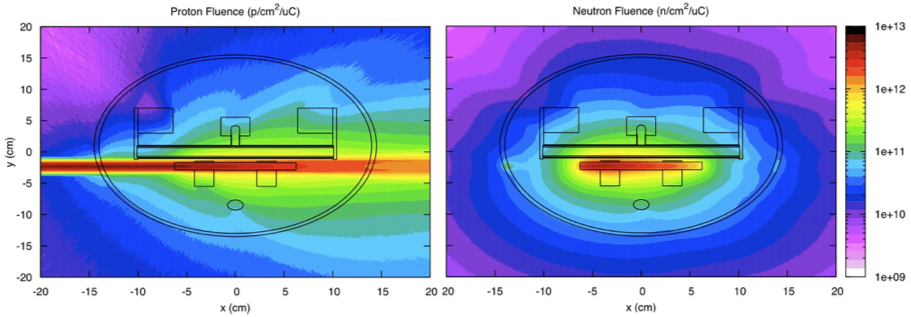 Proton Fluence (p/cm²/uC)
Neutron Fluence (n/cm²/uC)
20
15
10
5
0
-5
-10
-15
-20
y (cm)
-20 -15 -10 -5 0 5 10 15 20
x (cm)
-20 -15 -10 -5 0 5 10 15 20
x (cm)
1e+13
1e+12
1e+11
1e+10
1e+09